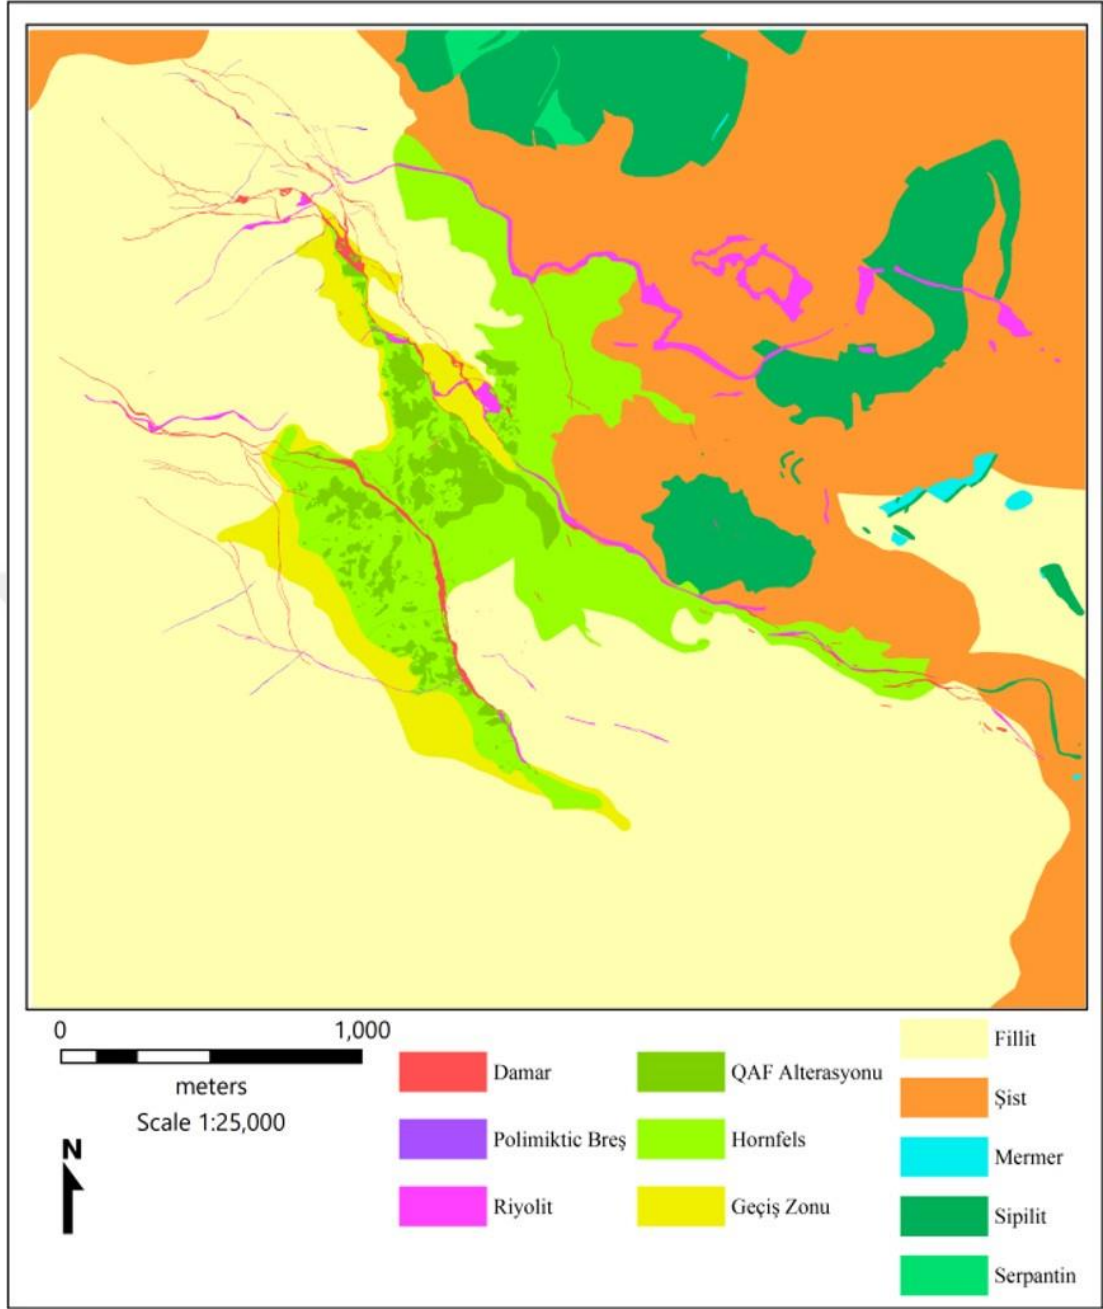 0 1,000
meters
Scale 1:25,000
N
Damar
Polimiktic Breş
Riyolit
QAF Alterasyonu
Hornfels
Geçiş Zonu
Fillit
Şist
Mermer
Sipilit
Serpantin